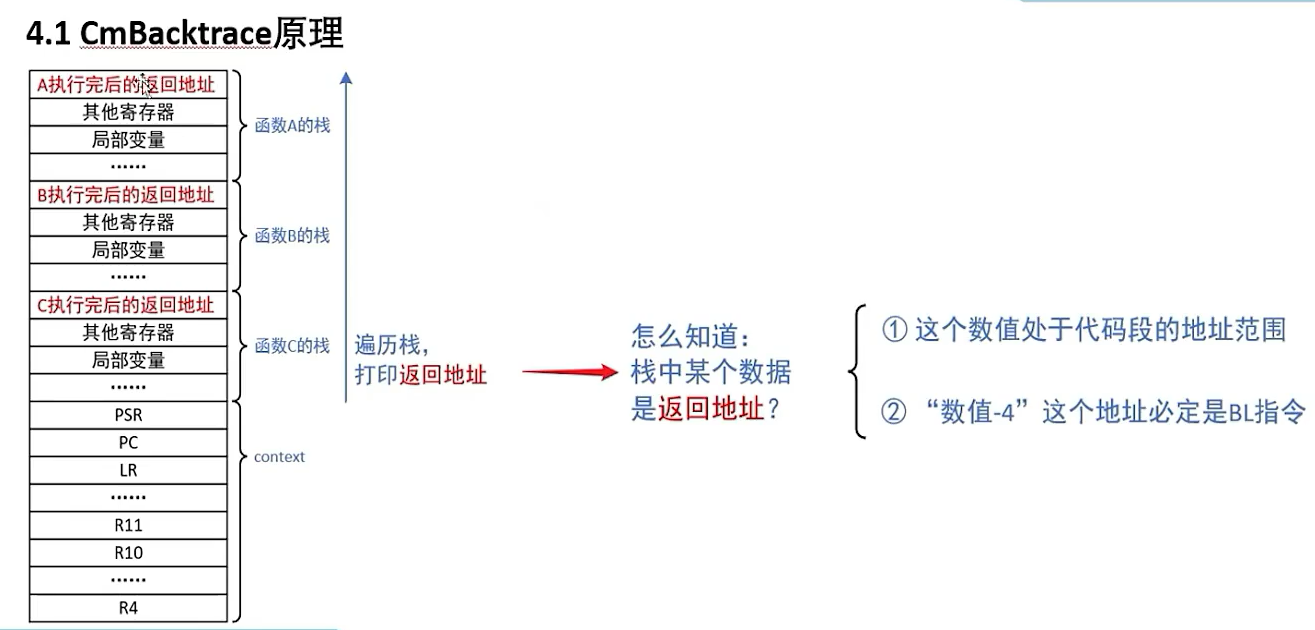 4.1 CmBacktrace原理
A执行完后的返回地址
其他寄存器
局部变量
……
函数A的栈
B执行完后的返回地址
其他寄存器
局部变量
……
函数B的栈
C执行完后的返回地址
其他寄存器
局部变量
……
函数C的栈
PSR
PC
LR
……
R11
R10
……
R4
context
遍历栈，
打印返回地址
怎么知道：
栈中某个数据
是返回地址？
① 这个数值处于代码段的地址范围
② “数值-4”这个地址必定是BL指令